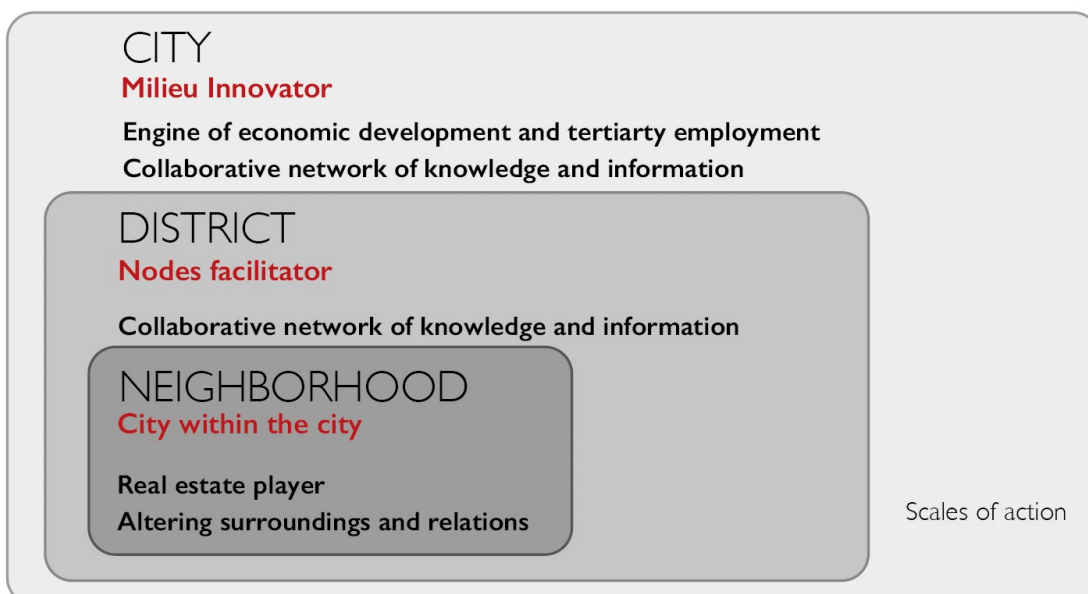 CITY
Milieu Innovator
Engine of economic development and tertiarty employment
Collaborative network of knowledge and information
DISTRICT
Nodes facilitator
Collaborative network of knowledge and information
NEIGHBORHOOD
City within the city
Real estate player
Altering surroundings and relations
Scales of action